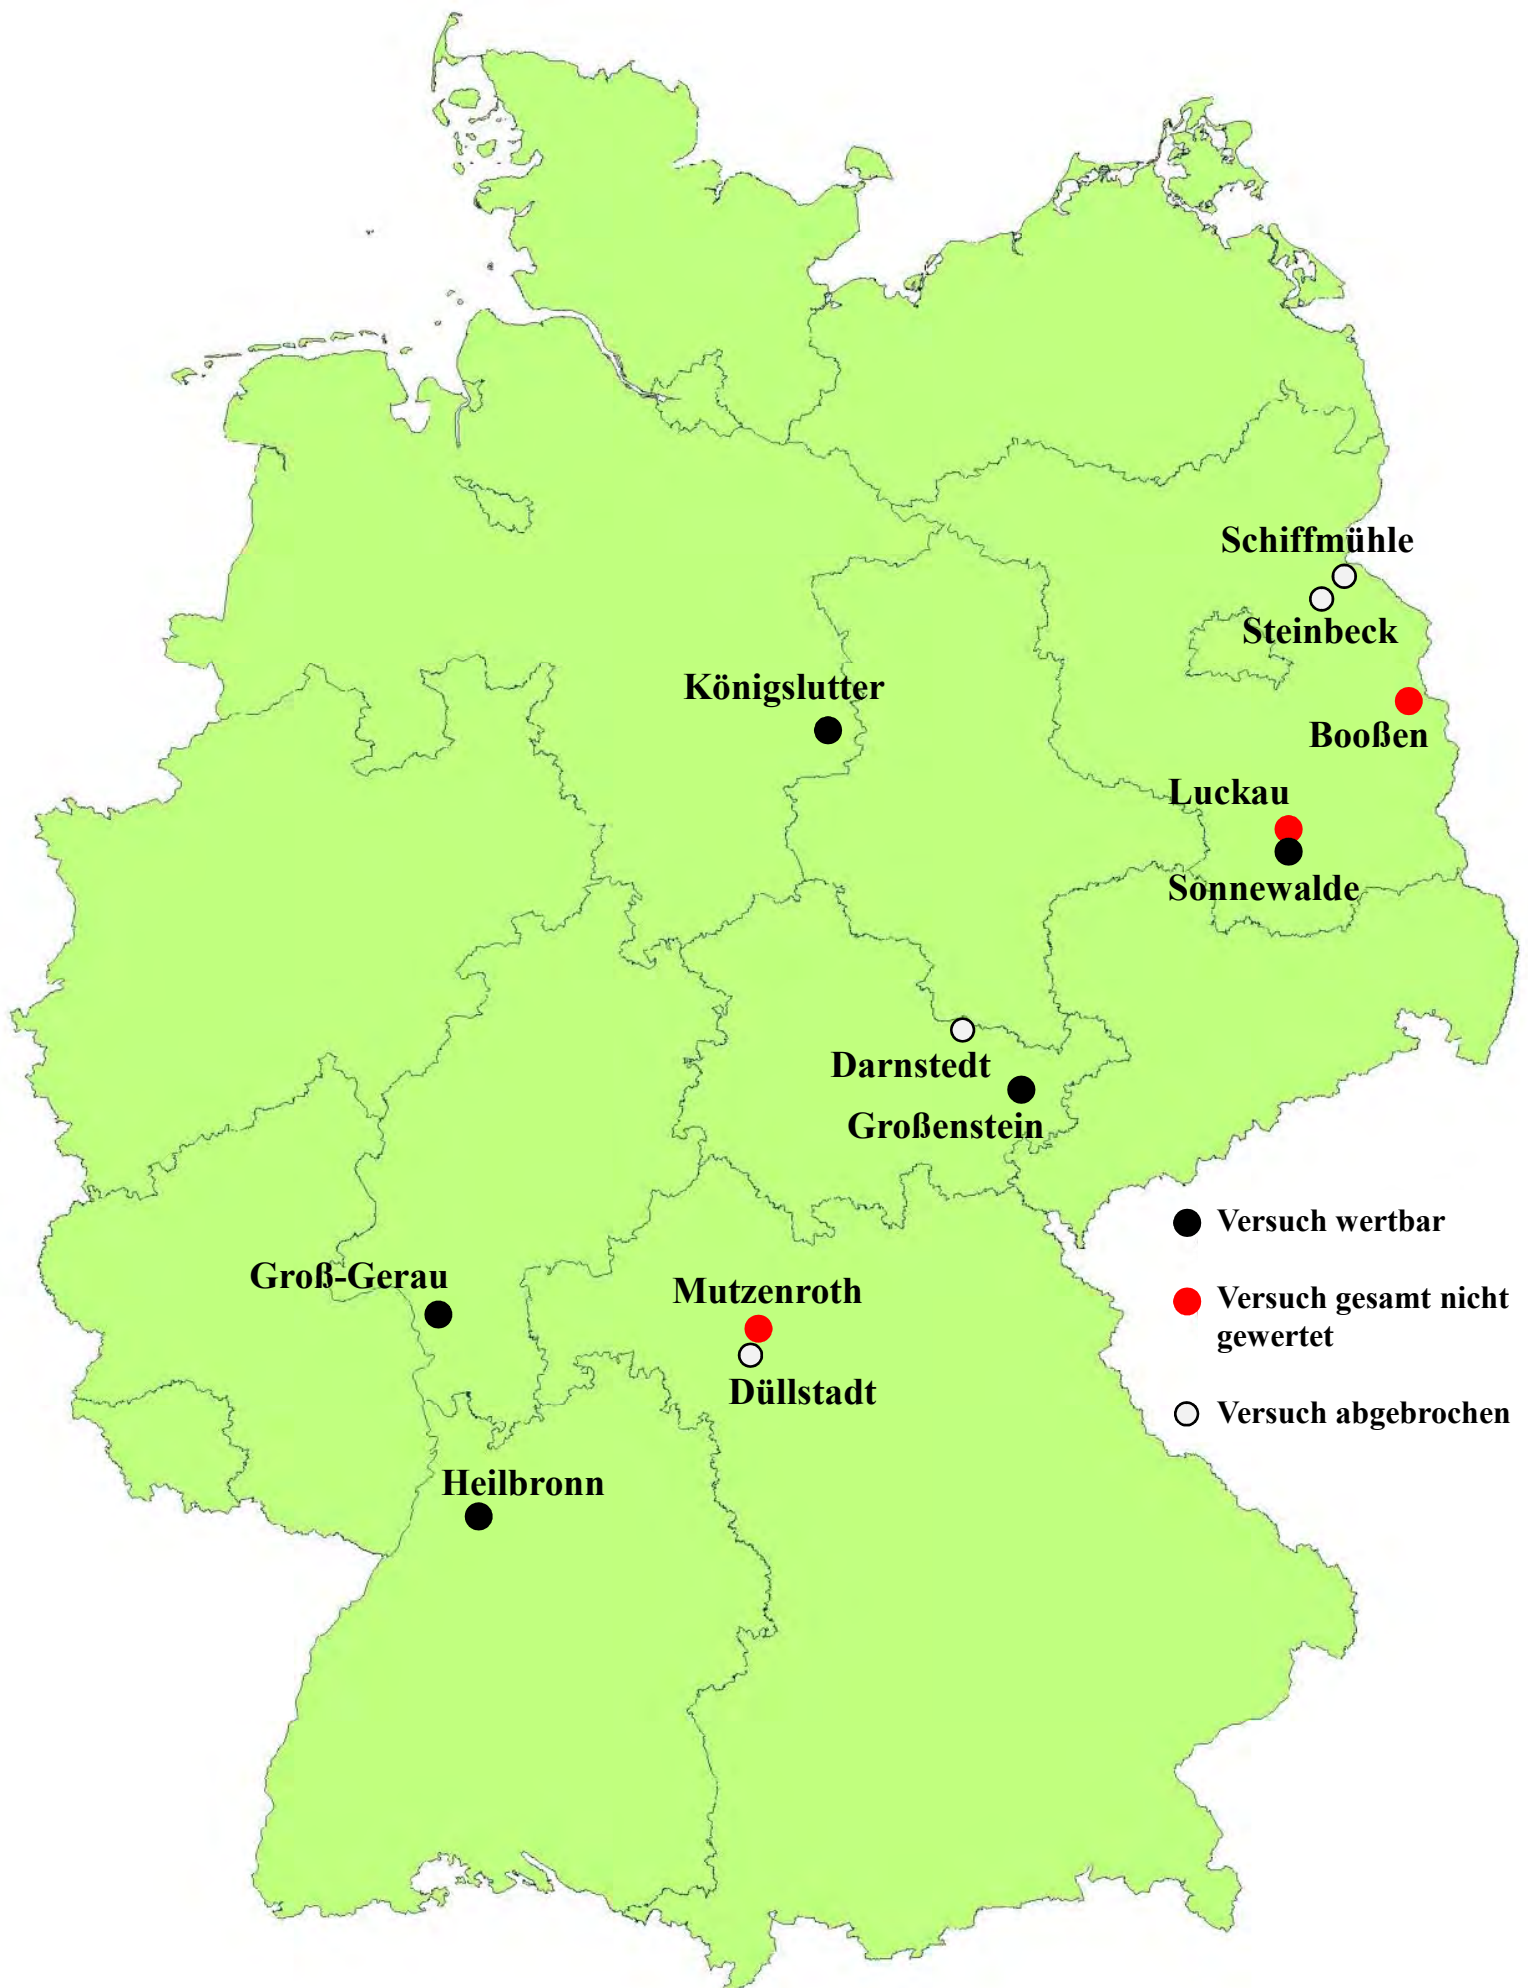 Schiffmühle
Steinbeck
Königslutter
Booßen
Luckau
Sonnewalde
Darnstedt
Großenstein
Versuch wertbar
Groß-Gerau
Mutzenroth
Versuch gesamt nicht
gewertet
Düllstadt
Versuch abgebrochen
Heilbronn